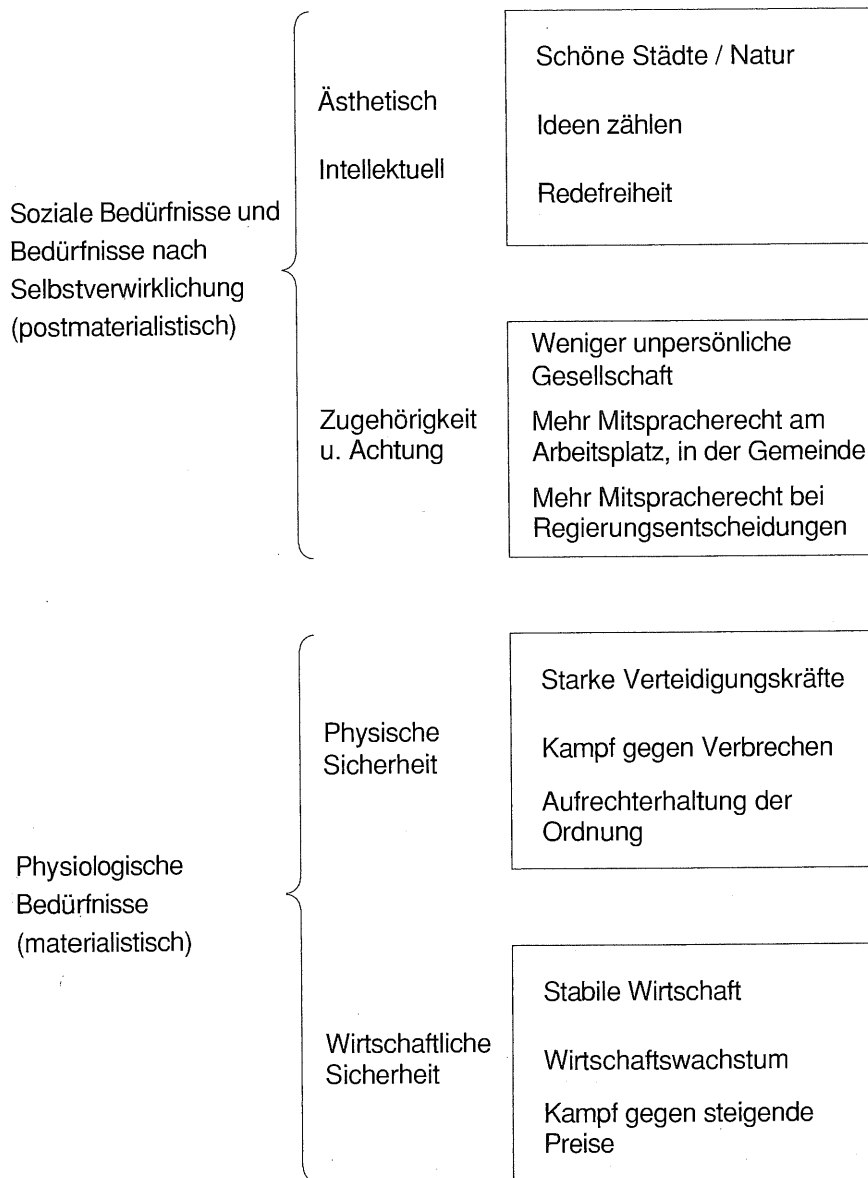 Soziale Bedürfnisse und
Bedürfnisse nach
Selbstverwirklichung
(postmaterialistisch)
Ästhetisch
Intellektuell
Schöne Städte / Natur
Ideen zählen
Redefreiheit
Zugehörigkeit
u. Achtung
Weniger unpersönliche
Gesellschaft
Mehr Mitspracherecht am
Arbeitsplatz, in der Gemeinde
Mehr Mitspracherecht bei
Regierungsentscheidungen
Physiologische
Bedürfnisse
(materialistisch)
Physische
Sicherheit
Starke Verteidigungskräfte
Kampf gegen Verbrechen
Aufrechterhaltung der
Ordnung
Wirtschaftliche
Sicherheit
Stabile Wirtschaft
Wirtschaftswachstum
Kampf gegen steigende
Preise